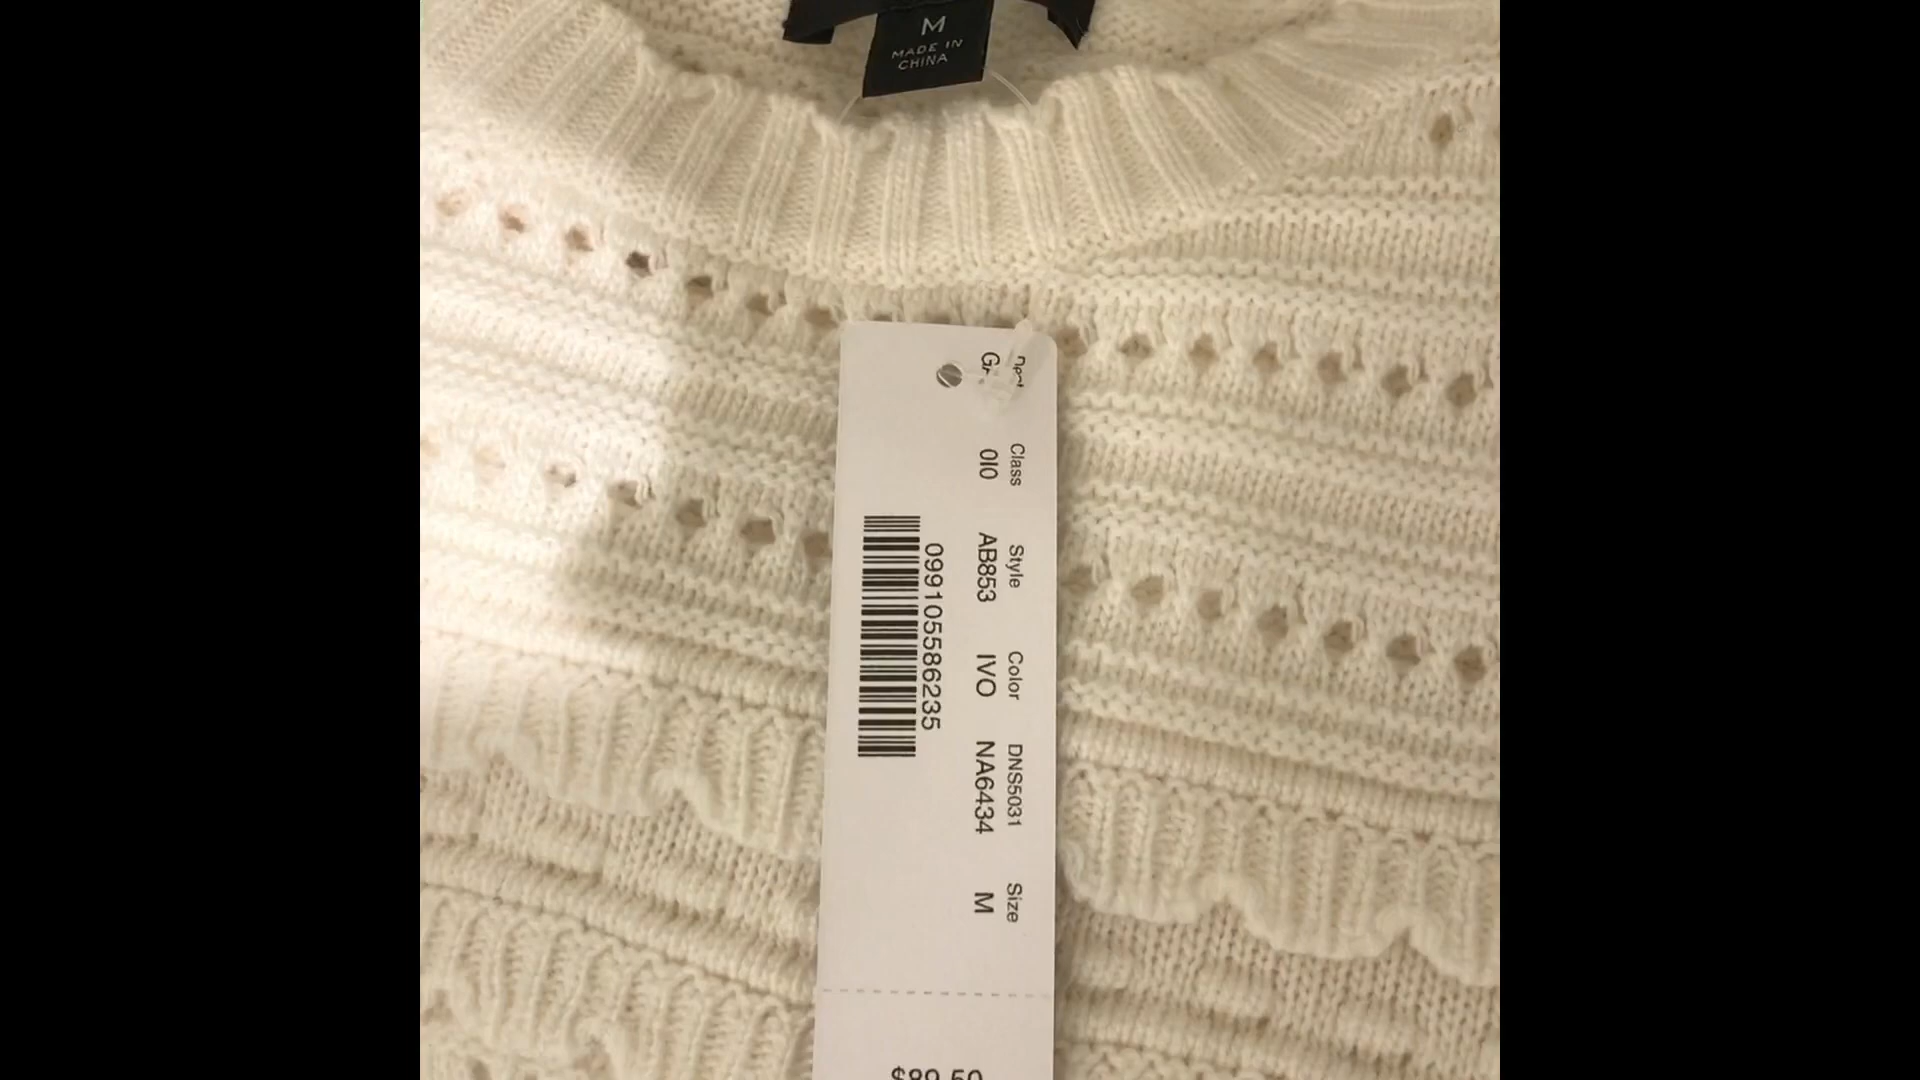 M
MADE IN
CHINA
Class Style Color DNS5031 Size
010 AB853 IVO NA6434 M
099105586235